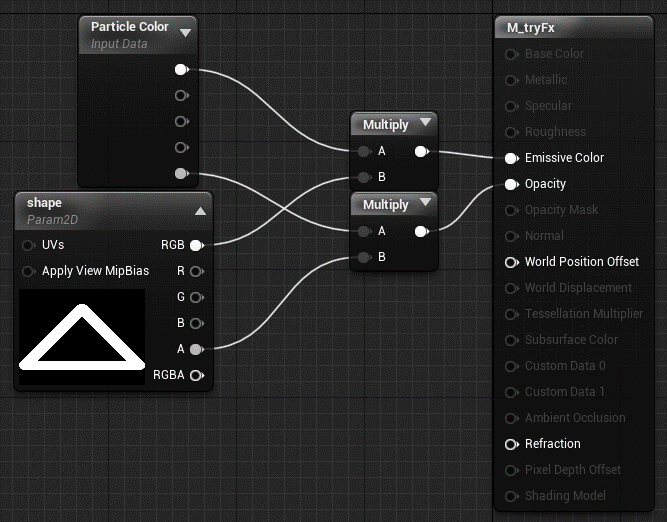 Particle Color
Input Data
shape
Param2D
UVs
RGB
Apply View MipBias
R
G
B
A
RGBA
Multiply
A
B
Multiply
A
B
M_tryFx
Base Color
Metallic
Specular
Roughness
Emissive Color
Opacity
Opacity Mask
Normal
World Position Offset
World Displacement
Tessellation Multiplier
Subsurface Color
Custom Data 0
Custom Data 1
Ambient Occlusion
Refraction
Pixel Depth Offset
Shading Model